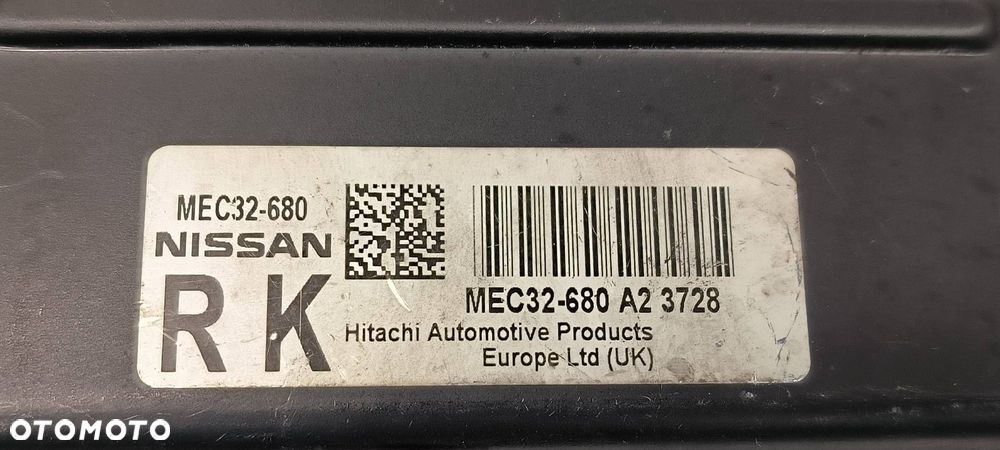 MEC32-680
NISSAN
R K
MEC32-680 A2 3728
Hitachi Automotive Products
Europe Ltd (UK)
OTOMOTO